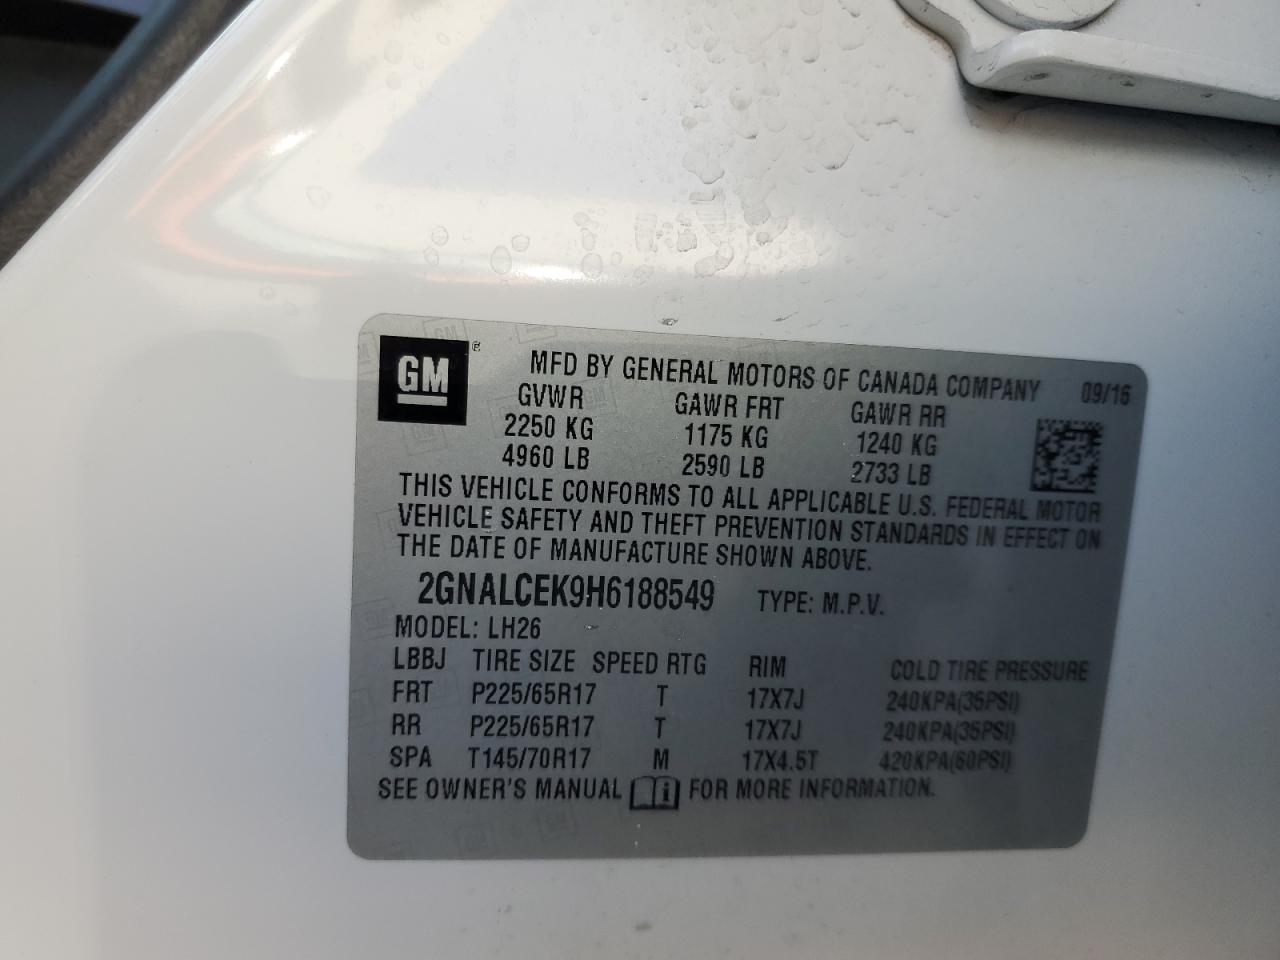 GM
MFD BY GENERAL MOTORS OF CANADA COMPANY 09/16
GVWR GAWR FRT GAWR RR
2250 KG 1175 KG 1240 KG
4960 LB 2590 LB 2733 LB
THIS VEHICLE CONFORMS TO ALL APPLICABLE U.S. FEDERAL MOTOR
VEHICLE SAFETY AND THEFT PREVENTION STANDARDS IN EFFECT ON
THE DATE OF MANUFACTURE SHOWN ABOVE.
2GNALCEK9H6188549 TYPE: M.P.V.
MODEL: LH26
LBBJ TIRE SIZE SPEED RTG RIM COLD TIRE PRESSURE
FRT P225/65R17 T 17X7J 240KPA(35PSI)
RR P225/65R17 T 17X7J 240KPA(35PSI)
SPA T145/70R17 M 17X4.5T 420KPA(60PSI)
SEE OWNER'S MANUAL i FOR MORE INFORMATION.